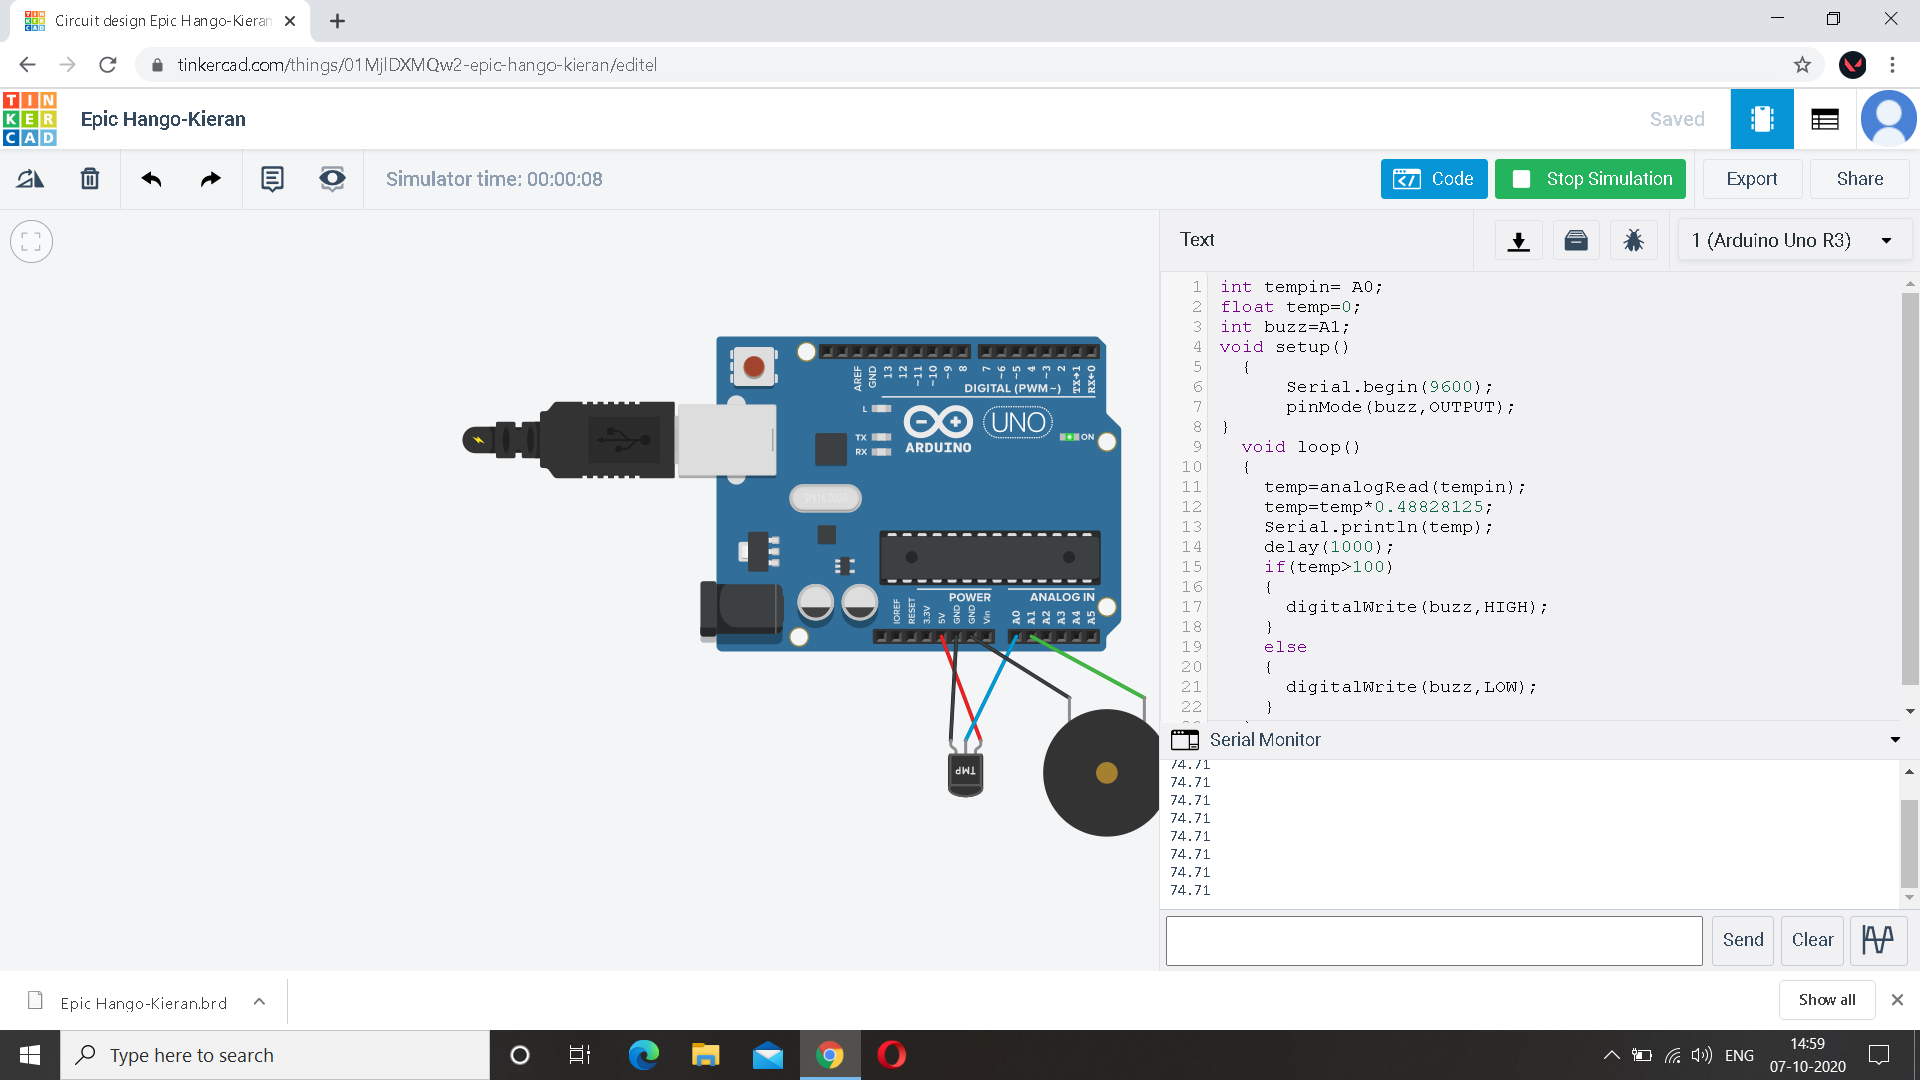 Circuit design Epic Hango-Kieran
tinkercad.com/things/01MjlDXMQw2-epic-hango-kieran/editel
TIN
KER
CAD
Epic Hango-Kieran
Saved
Simulator time: 00:00:08
Code
Stop Simulation
Export
Share
Text
1 (Arduino Uno R3)
1 int tempin= A0;
2 float temp=0;
3 int buzz=A1;
4 void setup()
5 {
6 Serial.begin(9600);
7 pinMode(buzz,OUTPUT);
8 }
9 void loop()
10 {
11 temp=analogRead(tempin);
12 temp=temp*0.48828125;
13 Serial.println(temp);
14 delay(1000);
15 if(temp>100)
16 {
17 digitalWrite(buzz,HIGH);
18 }
19 else
20 {
21 digitalWrite(buzz,LOW);
22 }
AREF GND 13 12 ~11 ~10 ~9 8 7 ~6 ~5 4 ~3 2 TX→1 RX←0
DIGITAL (PWM~)
L
TX
RX
ARDUINO
UNO
ON
POWER
ANALOG IN
IOREF RESET 3.3V 5V GND GND Vin A0 A1 A2 A3 A4 A5
TMP
Serial Monitor
74.71
74.71
74.71
74.71
74.71
74.71
74.71
74.71
Send
Clear
Epic Hango-Kieran.brd
Show all
Type here to search
ENG
14:59
07-10-2020